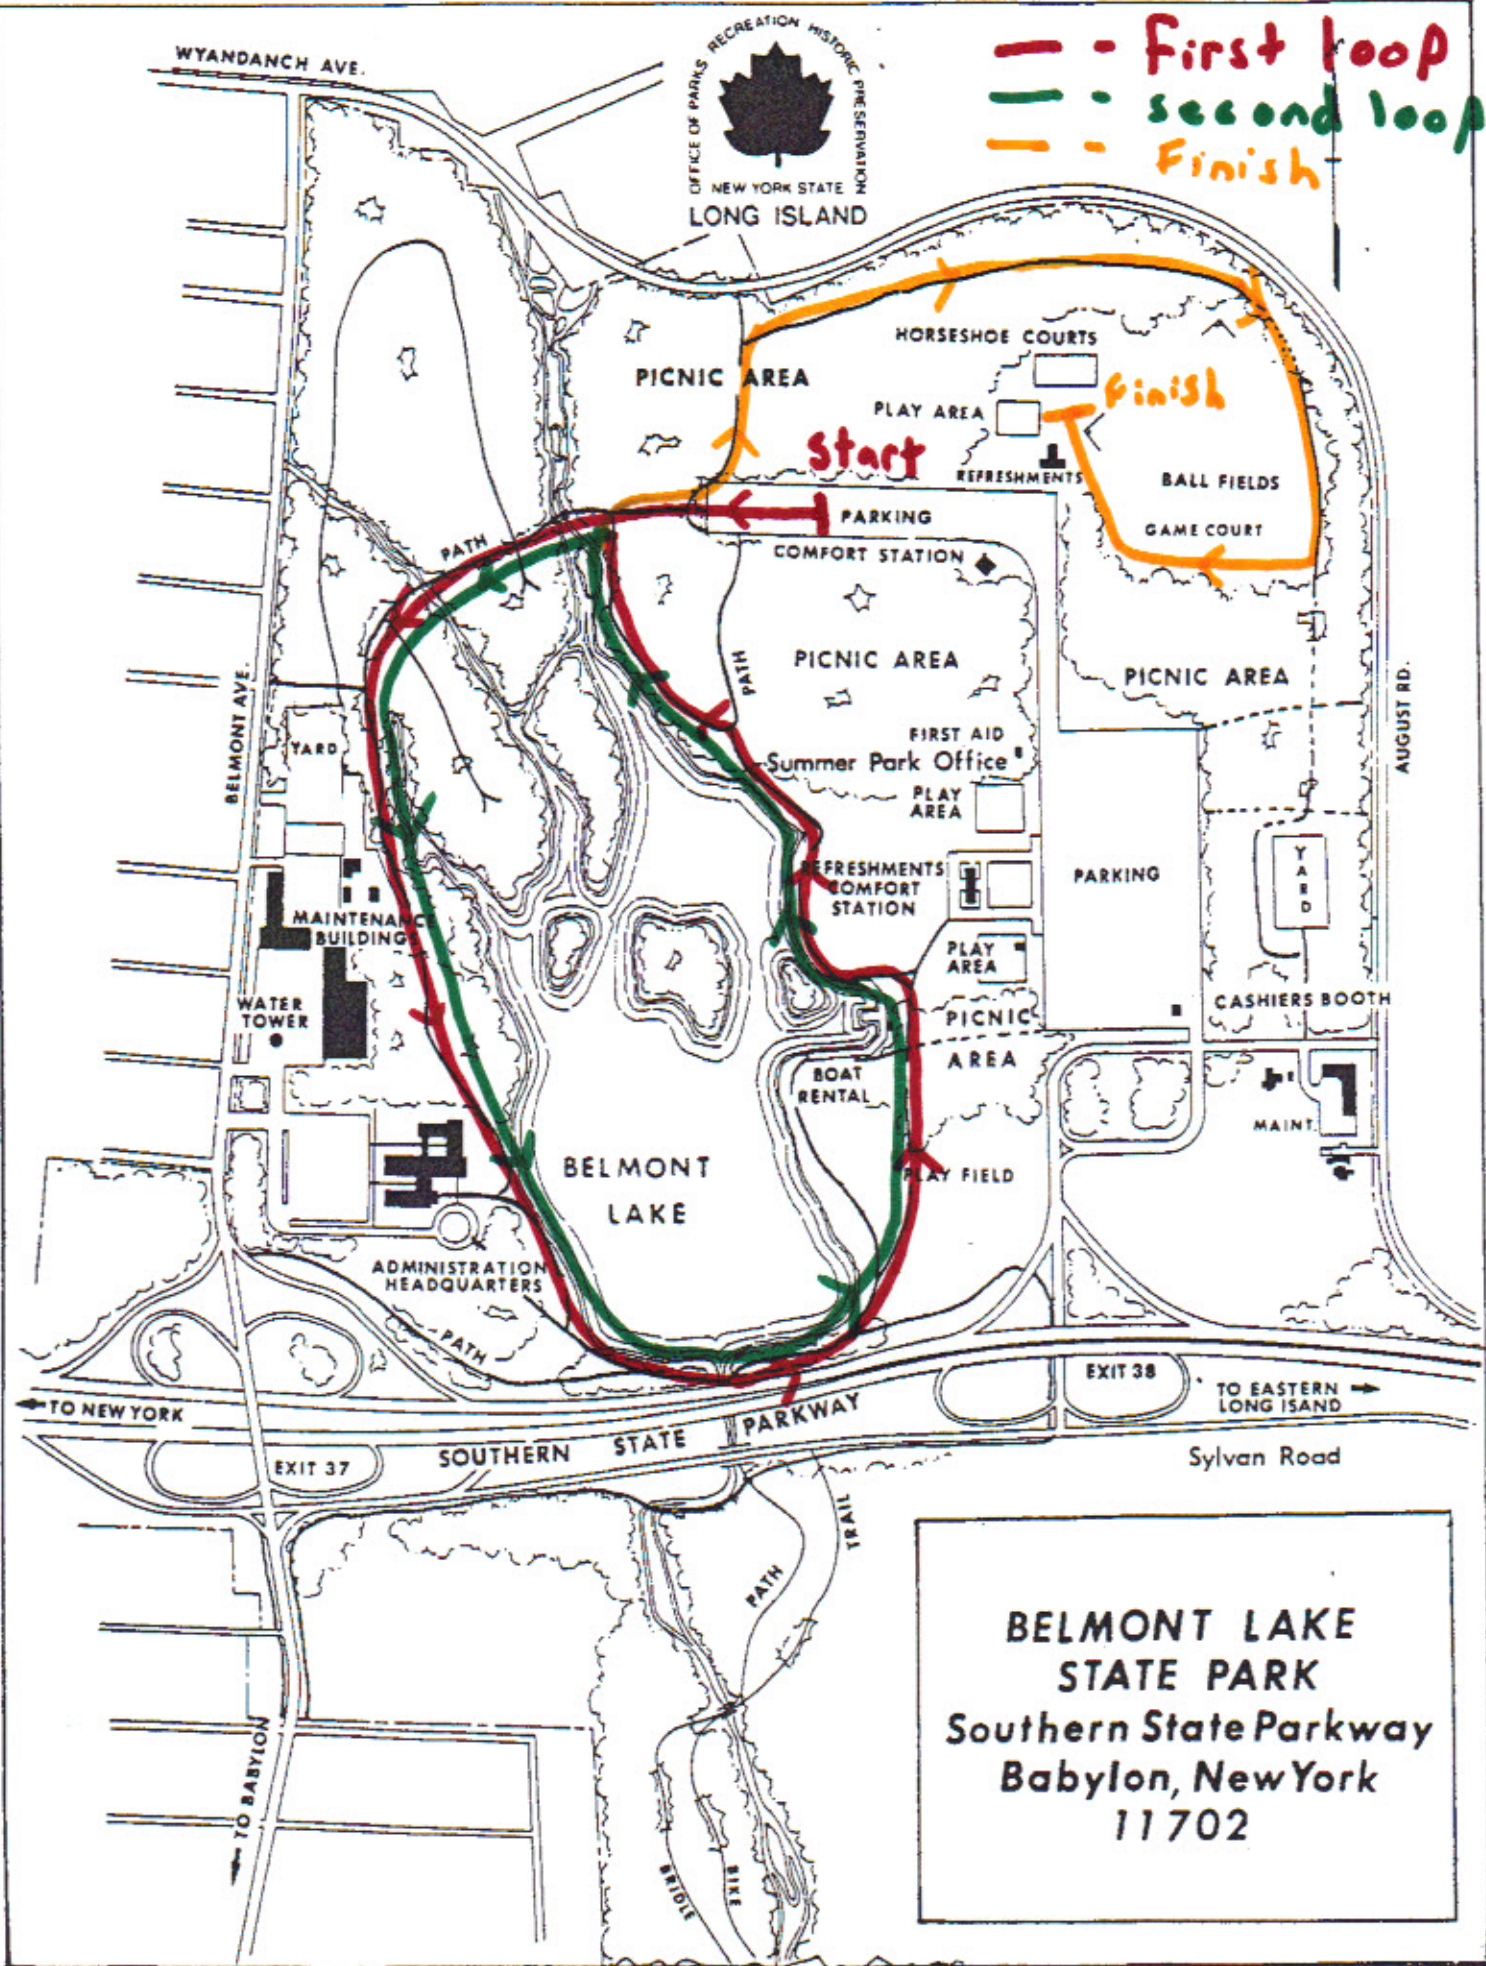 WYANDANCH AVE.
OFFICE OF PARKS RECREATION HISTORIC PRESERVATION
NEW YORK STATE
LONG ISLAND
- First loop
- second loop
- Finish
HORSESHOE COURTS
PICNIC AREA
PLAY AREA
Finish
Start
REFRESHMENTS
BALL FIELDS
PARKING
GAME COURT
COMFORT STATION
PATH
PICNIC AREA
PATH
PICNIC AREA
BELMONT AVE.
AUGUST RD.
YARD
FIRST AID
Summer Park Office
PLAY
AREA
REFRESHMENTS
COMFORT
STATION
PARKING
YARD
MAINTENANCE
BUILDINGS
PLAY
AREA
WATER
TOWER
CASHIERS BOOTH
PICNIC
AREA
BOAT
RENTAL
MAINT.
BELMONT
LAKE
PLAY FIELD
ADMINISTRATION
HEADQUARTERS
PATH
EXIT 38
TO EASTERN
LONG ISAND
TO NEW YORK
SOUTHERN STATE PARKWAY
EXIT 37
Sylvan Road
TRAIL
PATH
BELMONT LAKE
STATE PARK
Southern State Parkway
Babylon, New York
11702
TO BABYLON
BRIDLE
BIKE